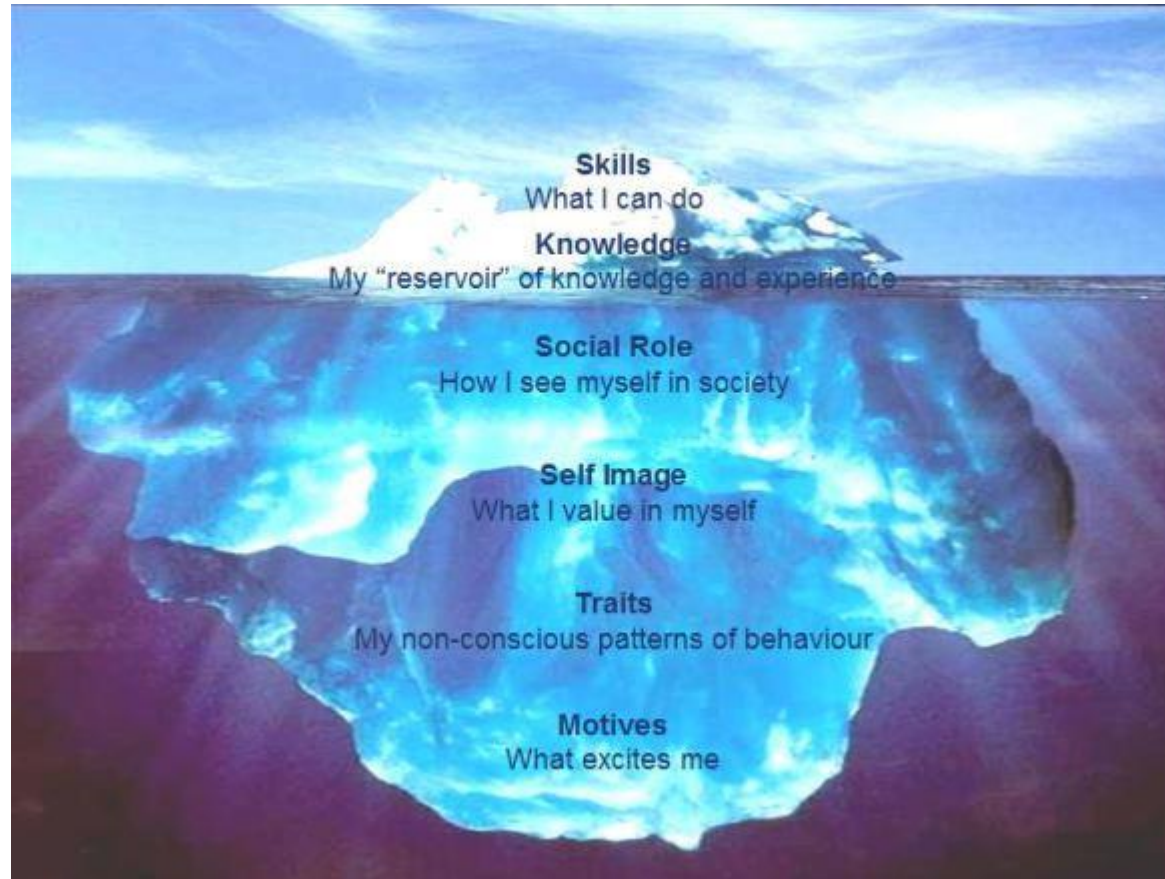 Skills
What I can do
Knowledge
My “reservoir” of knowledge and experience
Social Role
How I see myself in society
Self Image
What I value in myself
Traits
My non-conscious patterns of behaviour
Motives
What excites me